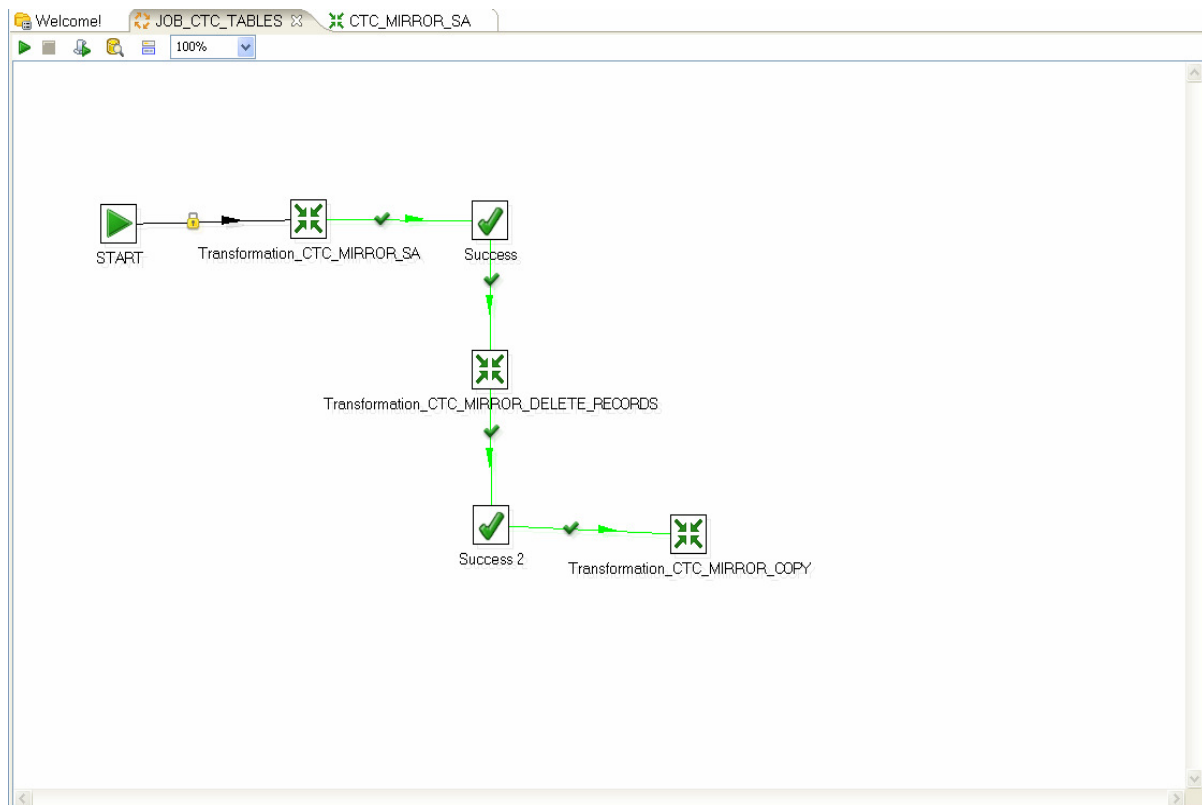 Welcome!
JOB_CTC_TABLES
CTC_MIRROR_SA
100%
START
Transformation_CTC_MIRROR_SA
Success
Transformation_CTC_MIRROR_DELETE_RECORDS
Success 2
Transformation_CTC_MIRROR_COPY